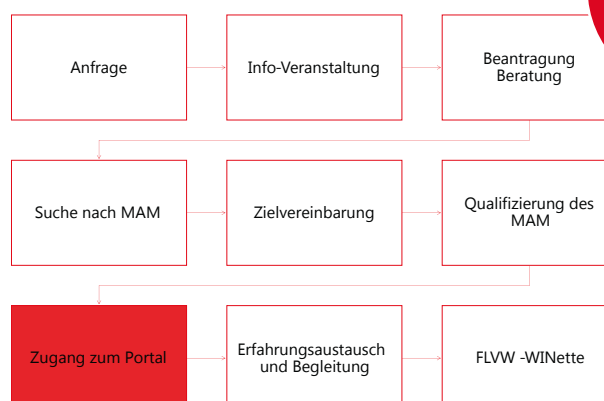 Anfrage
Info-Veranstaltung
Beantragung
Beratung
Suche nach MAM
Zielvereinbarung
Qualifizierung des
MAM
Zugang zum Portal
Erfahrungsaustausch
und Begleitung
FLVW -WINette